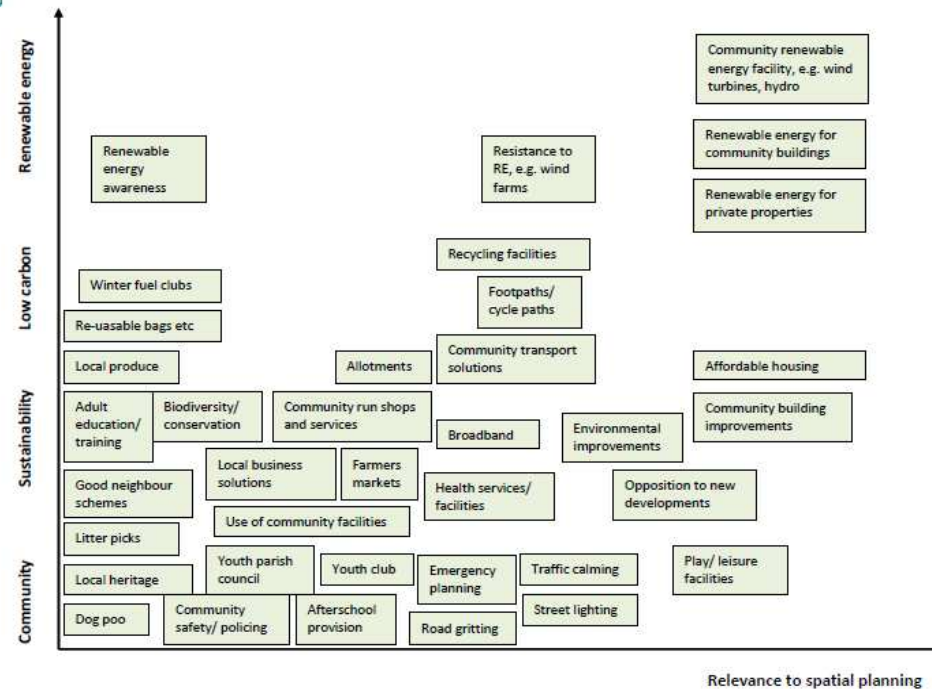 Renewable energy
Low carbon
Sustainability
Community
Community renewable
energy facility, e.g. wind
turbines, hydro
Renewable
energy
awareness
Resistance to
RE, e.g. wind
farms
Renewable energy for
community buildings
Renewable energy for
private properties
Recycling facilities
Winter fuel clubs
Footpaths/
cycle paths
Re-uasable bags etc
Local produce
Allotments
Community transport
solutions
Affordable housing
Adult
education/
training
Biodiversity/
conservation
Community run shops
and services
Broadband
Environmental
improvements
Community building
improvements
Local business
solutions
Farmers
markets
Good neighbour
schemes
Health services/
facilities
Opposition to new
developments
Use of community facilities
Litter picks
Local heritage
Youth parish
council
Youth club
Emergency
planning
Traffic calming
Play/ leisure
facilities
Dog poo
Community
safety/ policing
Afterschool
provision
Road gritting
Street lighting
Relevance to spatial planning